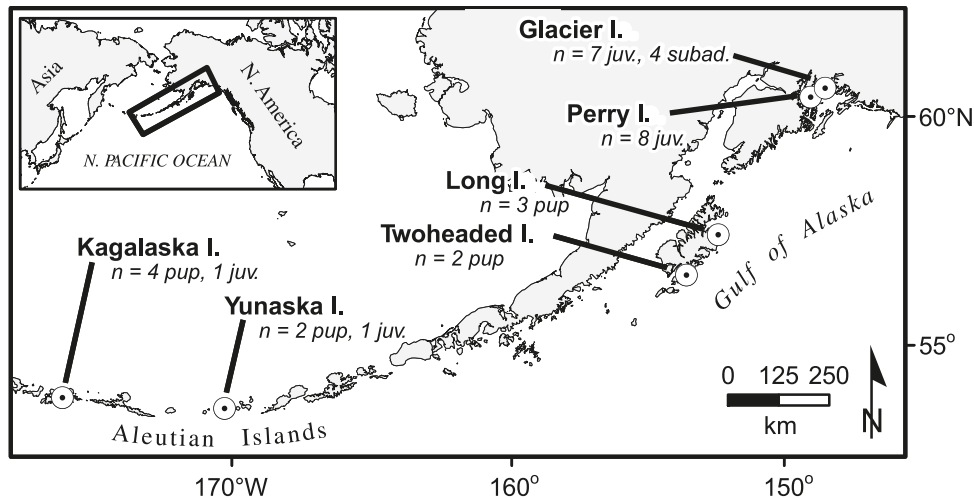 Glacier I.
n = 7 juv., 4 subad.
Asia
N. America
N. PACIFIC OCEAN
Perry I.
n = 8 juv.
60°N
Long I.
n = 3 pup
Twoheaded I.
n = 2 pup
Gulf of Alaska
Kagalaska I.
n = 4 pup, 1 juv.
Yunaska I.
n = 2 pup, 1 juv.
55°
0 125 250
km
N
Aleutian Islands
170°W 160° 150°